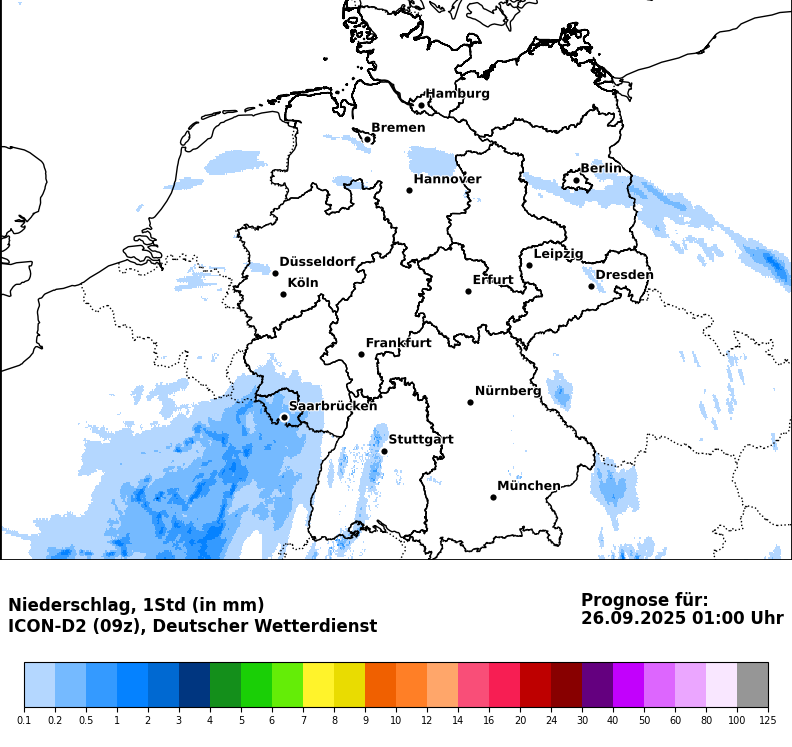 Hamburg
Bremen
Berlin
Hannover
Leipzig
Düsseldorf
Dresden
Köln
Erfurt
Frankfurt
Nürnberg
Saarbrücken
Stuttgart
München
Niederschlag, 1Std (in mm)
ICON-D2 (09z), Deutscher Wetterdienst
Prognose für:
26.09.2025 01:00 Uhr
0.1 0.2 0.5 1 2 3 4 5 6 7 8 9 10 12 14 16 20 24 30 40 50 60 80 100 125